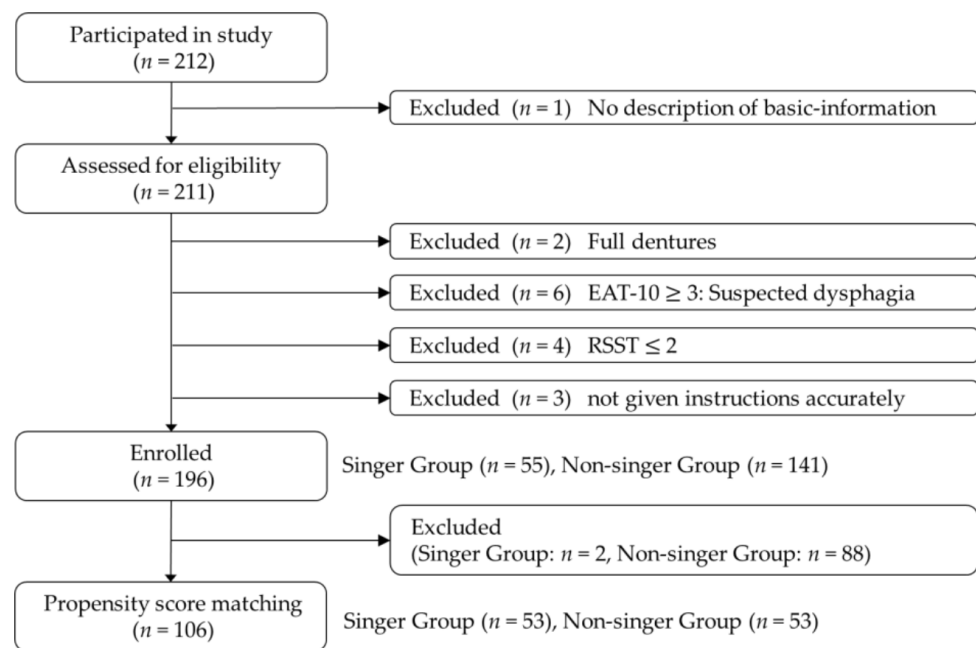 Participated in study
(n = 212)
Excluded (n = 1) No description of basic-information
Assessed for eligibility
(n = 211)
Excluded (n = 2) Full dentures
Excluded (n = 6) EAT-10 ≥ 3: Suspected dysphagia
Excluded (n = 4) RSST ≤ 2
Excluded (n = 3) not given instructions accurately
Enrolled
(n = 196)
Singer Group (n = 55), Non-singer Group (n = 141)
Excluded
(Singer Group: n = 2, Non-singer Group: n = 88)
Propensity score matching
(n = 106)
Singer Group (n = 53), Non-singer Group (n = 53)